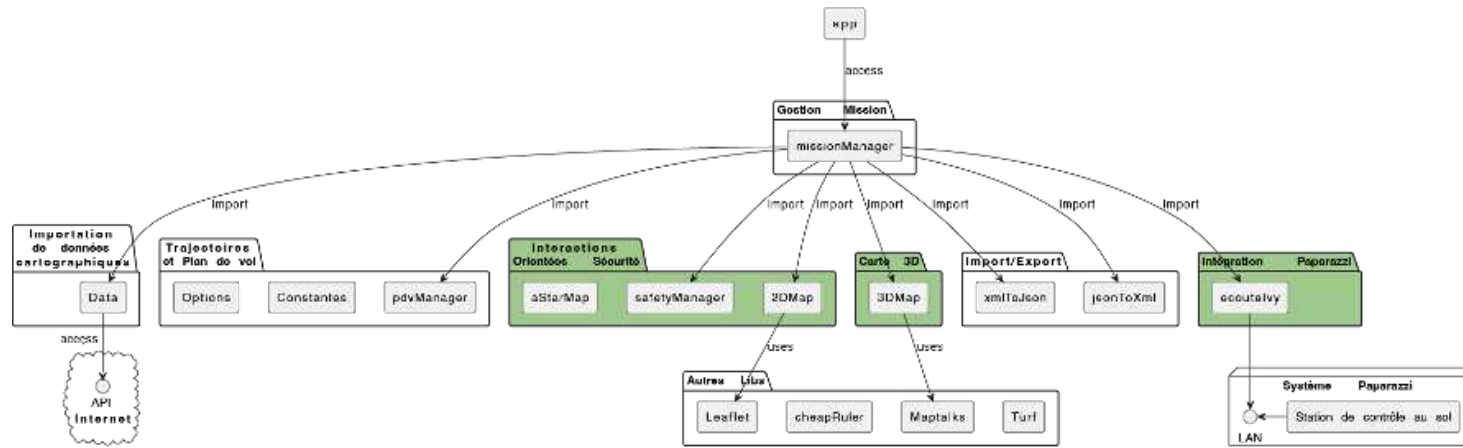 app
access
Gestion Mission
missionManager
Import
Import
Import
Import
Import
Import
Import
Import
Importation
de données
cartographiques
Data
Trajectoires
et Plan de vol
Options
Constantes
pdvManager
Interactions
Orientées Sécurité
aStarMap
safetyManager
2DMap
Carte 3D
3DMap
Import/Export
xmlToJson
jsonToXml
Intégration Paparazzi
ecouteIvy
access
API
Internet
uses
uses
Autres Libs
Leaflet
cheapRuler
Maptalks
Turf
Système Paparazzi
Station de contrôle au sol
LAN